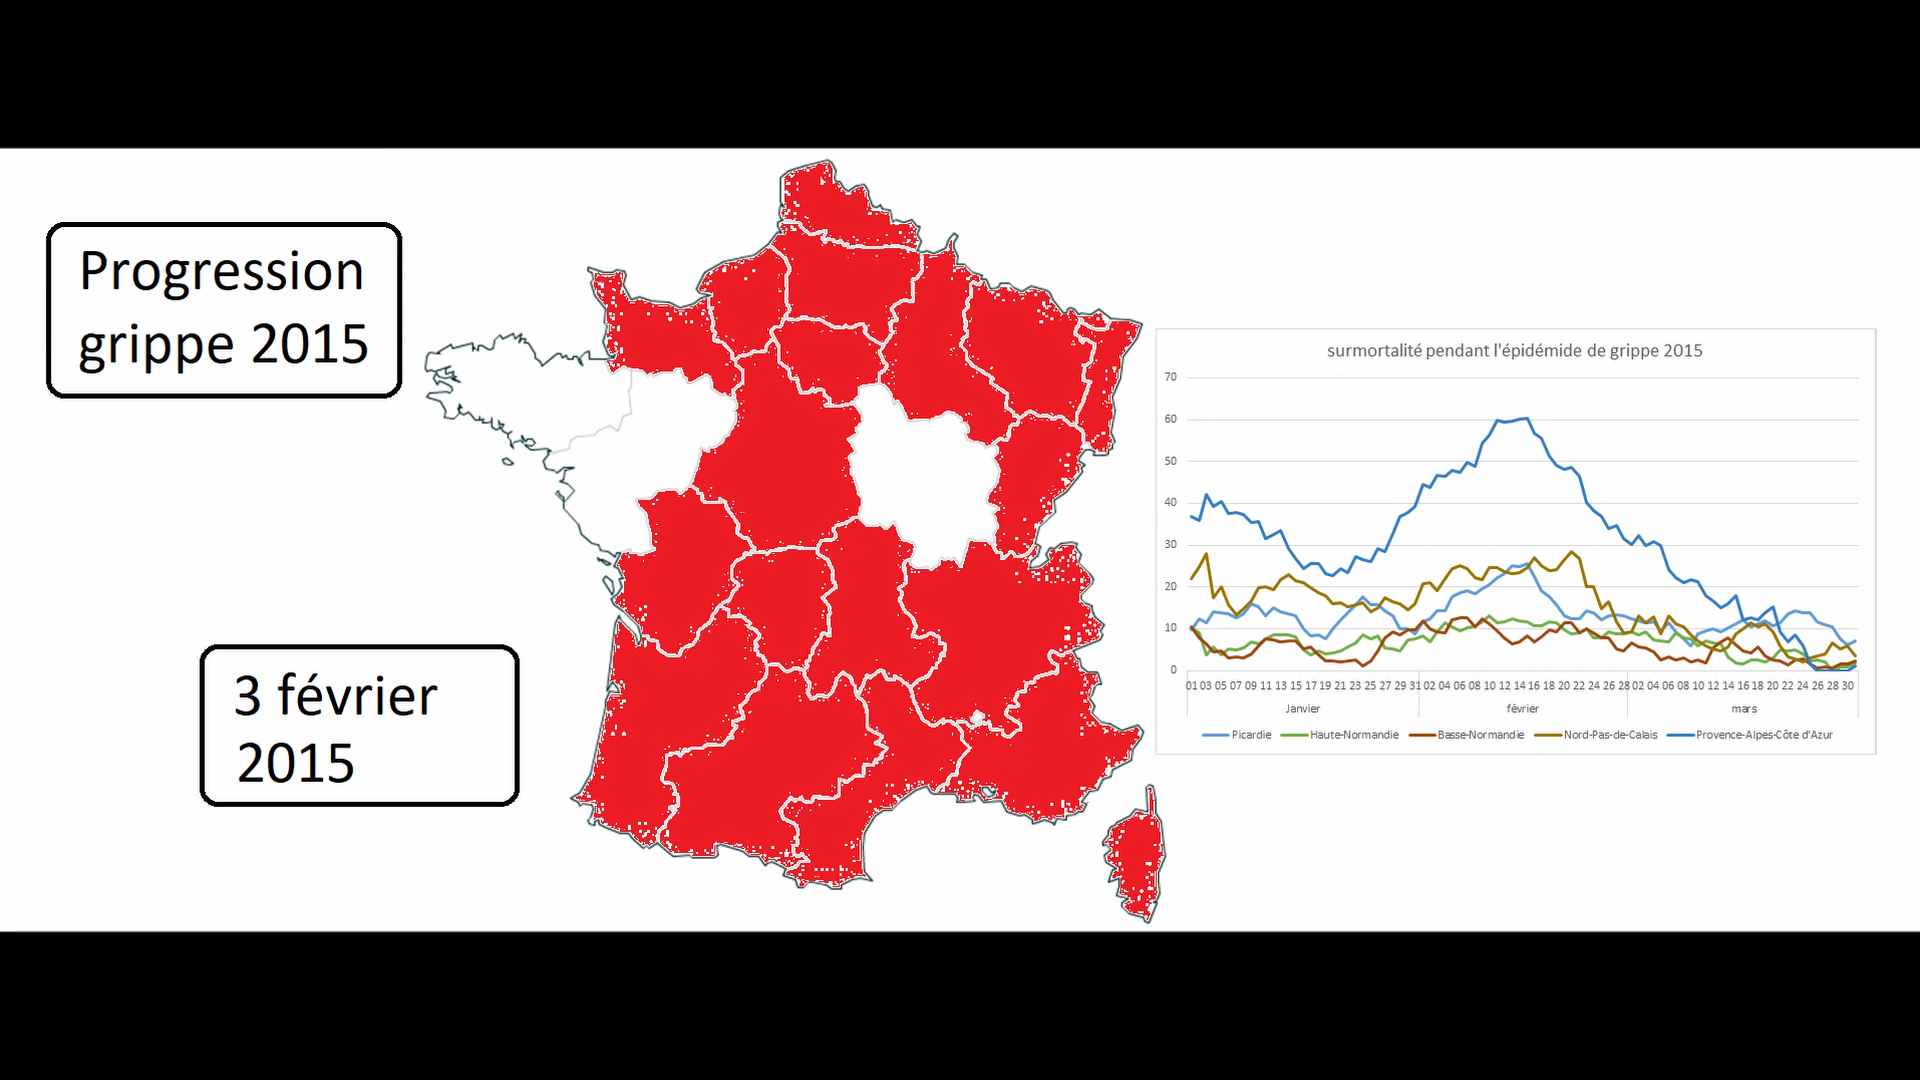 Progression
grippe 2015
3 février
2015
surmortalité pendant l'épidémide de grippe 2015
70
60
50
40
30
20
10
0
01 03 05 07 09 11 13 15 17 19 21 23 25 27 29 31 02 04 06 08 10 12 14 16 18 20 22 24 26 28 02 04 06 08 10 12 14 16 18 20 22 24 26 28 30
Janvier février mars
Picardie Haute-Normandie Basse-Normandie Nord-Pas-de-Calais Provence-Alpes-Côte d'Azur